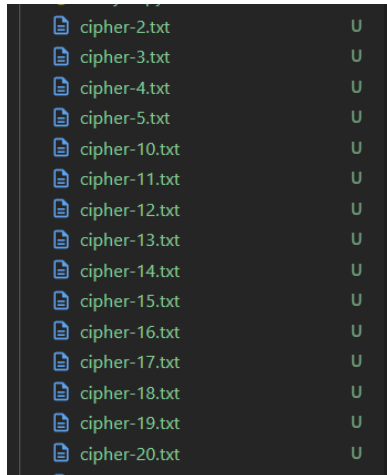 cipher-2.txt U
cipher-3.txt U
cipher-4.txt U
cipher-5.txt U
cipher-10.txt U
cipher-11.txt U
cipher-12.txt U
cipher-13.txt U
cipher-14.txt U
cipher-15.txt U
cipher-16.txt U
cipher-17.txt U
cipher-18.txt U
cipher-19.txt U
cipher-20.txt U